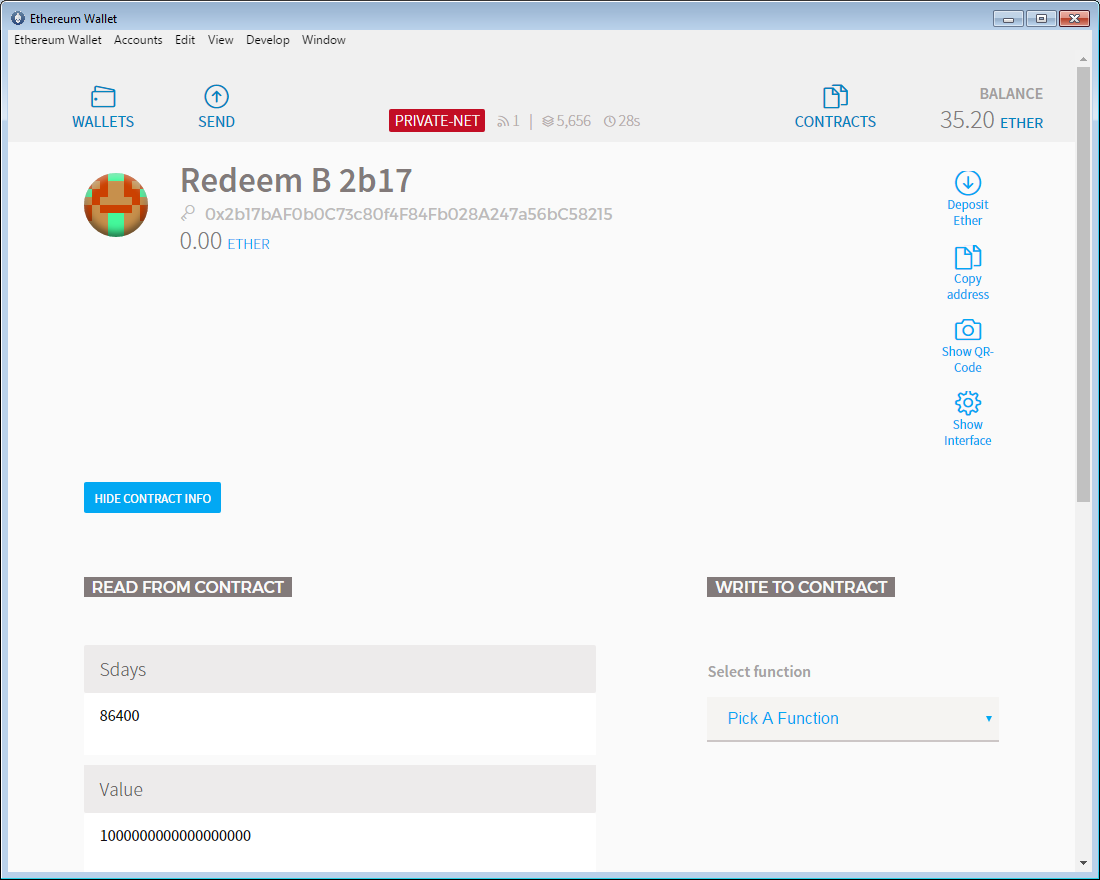 Ethereum Wallet
Ethereum Wallet Accounts Edit View Develop Window
WALLETS
SEND
PRIVATE-NET 1 | 5,656 28s
CONTRACTS
BALANCE
35.20 ETHER
Redeem B 2b17
0x2b17bAF0b0C73c80f4F84Fb028A247a56bC58215
0.00 ETHER
Deposit
Ether
Copy
address
Show QR-
Code
Show
Interface
HIDE CONTRACT INFO
READ FROM CONTRACT
Sdays
86400
Value
1000000000000000000
WRITE TO CONTRACT
Select function
Pick A Function